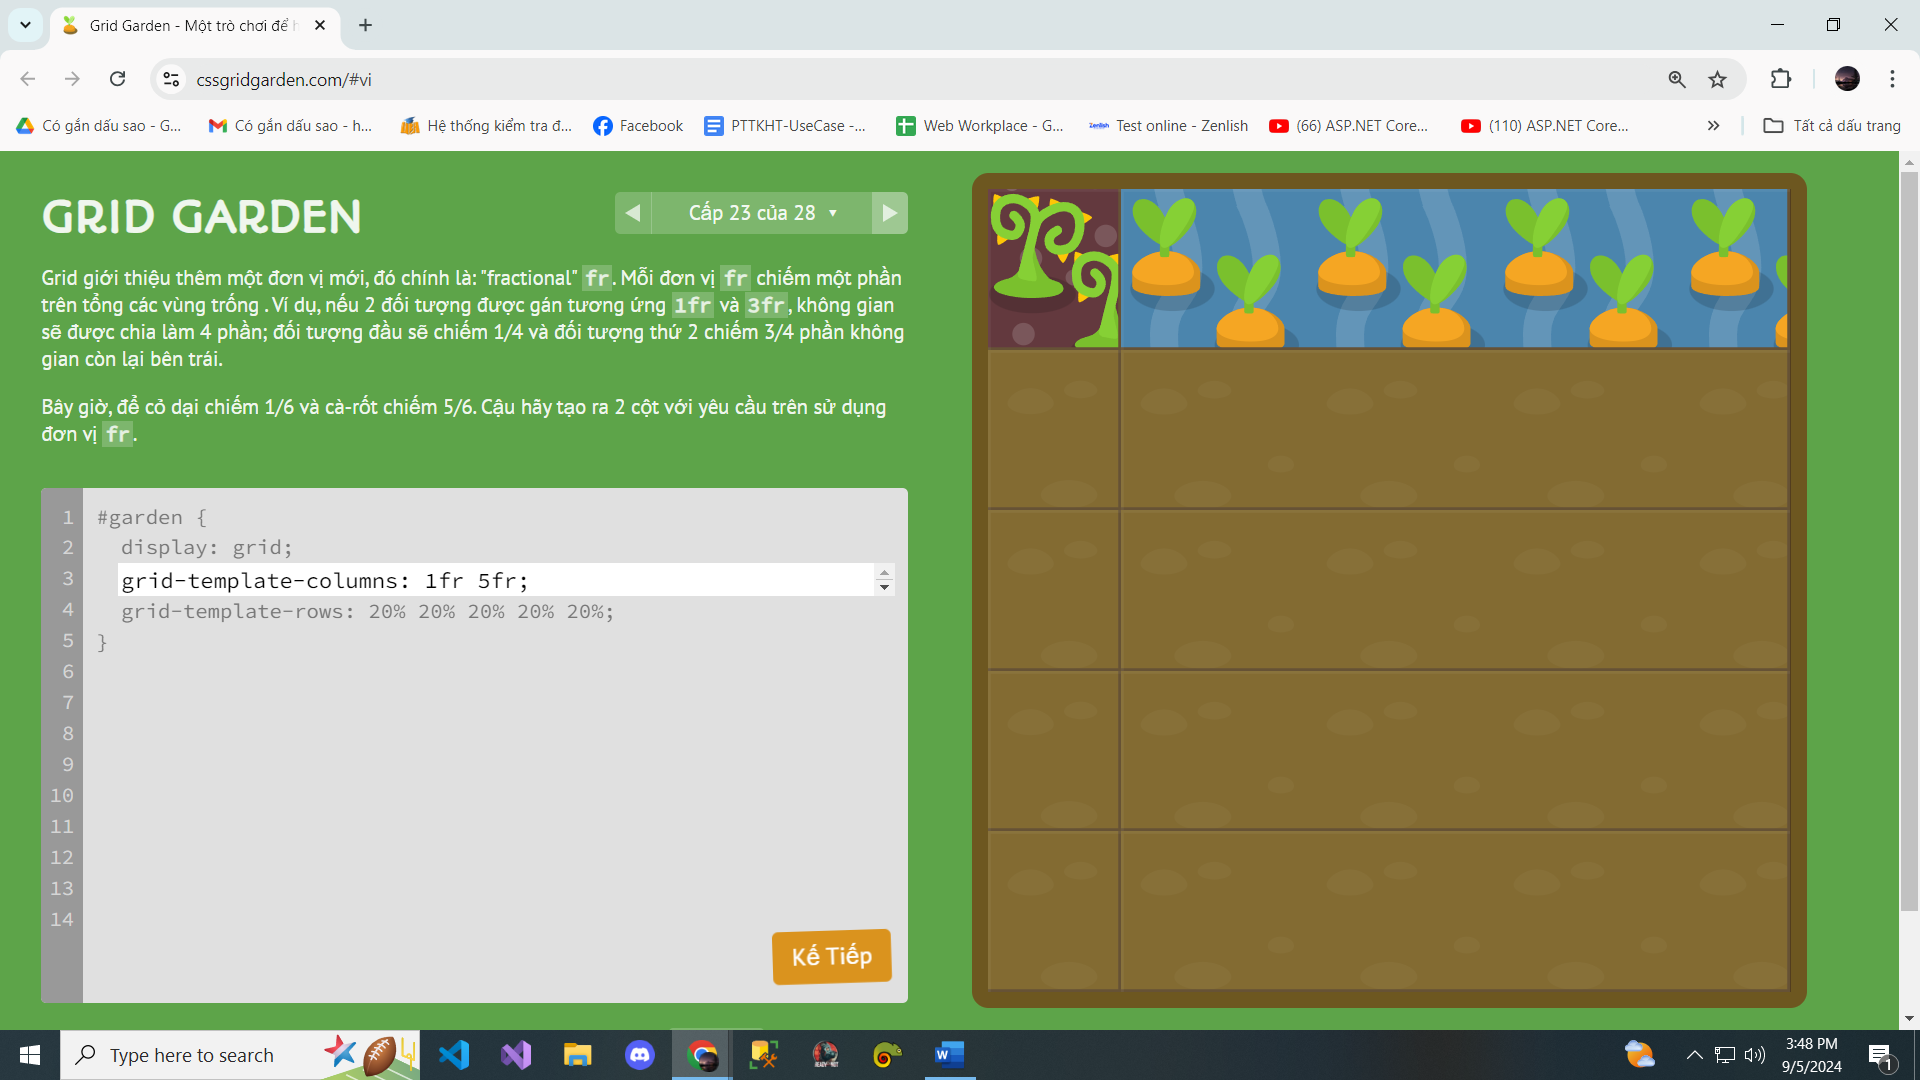 Grid Garden - Một trò chơi để h
cssgridgarden.com/#vi
Có gắn dấu sao - G...
Có gắn dấu sao - h...
Hệ thống kiểm tra đ...
Facebook
PTTKHT-UseCase -...
Web Workplace - G...
Zenlish
Test online - Zenlish
(66) ASP.NET Core...
(110) ASP.NET Core...
Tất cả dấu trang
GRID GARDEN
Cấp 23 của 28
Grid giới thiệu thêm một đơn vị mới, đó chính là: "fractional" fr. Mỗi đơn vị fr chiếm một phần
trên tổng các vùng trống . Ví dụ, nếu 2 đối tượng được gán tương ứng 1fr và 3fr, không gian
sẽ được chia làm 4 phần; đối tượng đầu sẽ chiếm 1/4 và đối tượng thứ 2 chiếm 3/4 phần không
gian còn lại bên trái.
Bây giờ, để cỏ dại chiếm 1/6 và cà-rốt chiếm 5/6. Cậu hãy tạo ra 2 cột với yêu cầu trên sử dụng
đơn vị fr.
1 #garden {
2 display: grid;
3 grid-template-columns: 1fr 5fr;
4 grid-template-rows: 20% 20% 20% 20% 20%;
5 }
6
7
8
9
10
11
12
13
14
Kế Tiếp
Type here to search
3:48 PM
9/5/2024
1